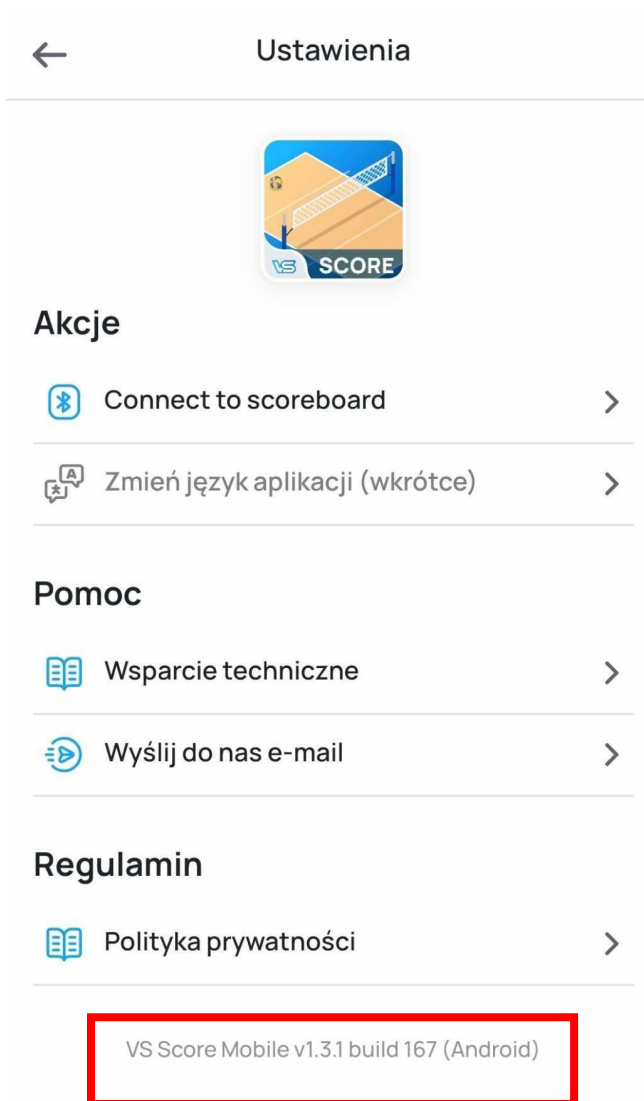 Ustawienia
VS SCORE
Akcje
Connect to scoreboard
Zmień język aplikacji (wkrótce)
Pomoc
Wsparcie techniczne
Wyślij do nas e-mail
Regulamin
Polityka prywatności
VS Score Mobile v1.3.1 build 167 (Android)